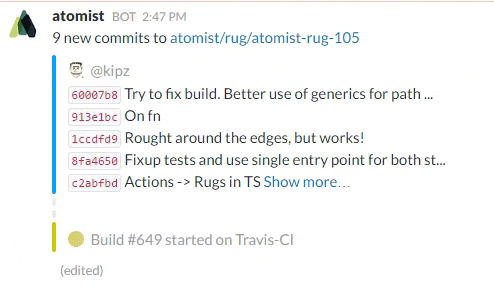 atomist BOT 2:47 PM
9 new commits to atomist/rug/atomist-rug-105
@kipz
60007b8 Try to fix build. Better use of generics for path ...
913e1bc On fn
1ccdfd9 Rought around the edges, but works!
8fa4650 Fixup tests and use single entry point for both st...
c2abfbd Actions -> Rugs in TS Show more…
Build #649 started on Travis-CI
(edited)